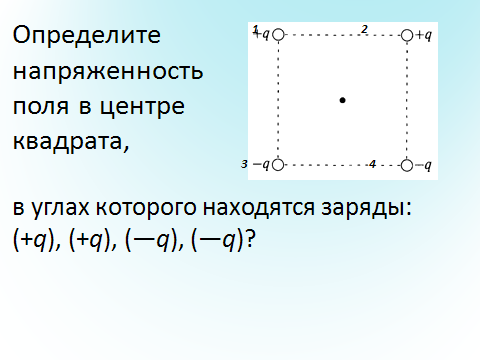 Определите
напряженность
поля в центре
квадрата,
1 +q 2 +q
3 −q 4 −q
в углах которого находятся заряды:
(+q), (+q), (—q), (—q)?